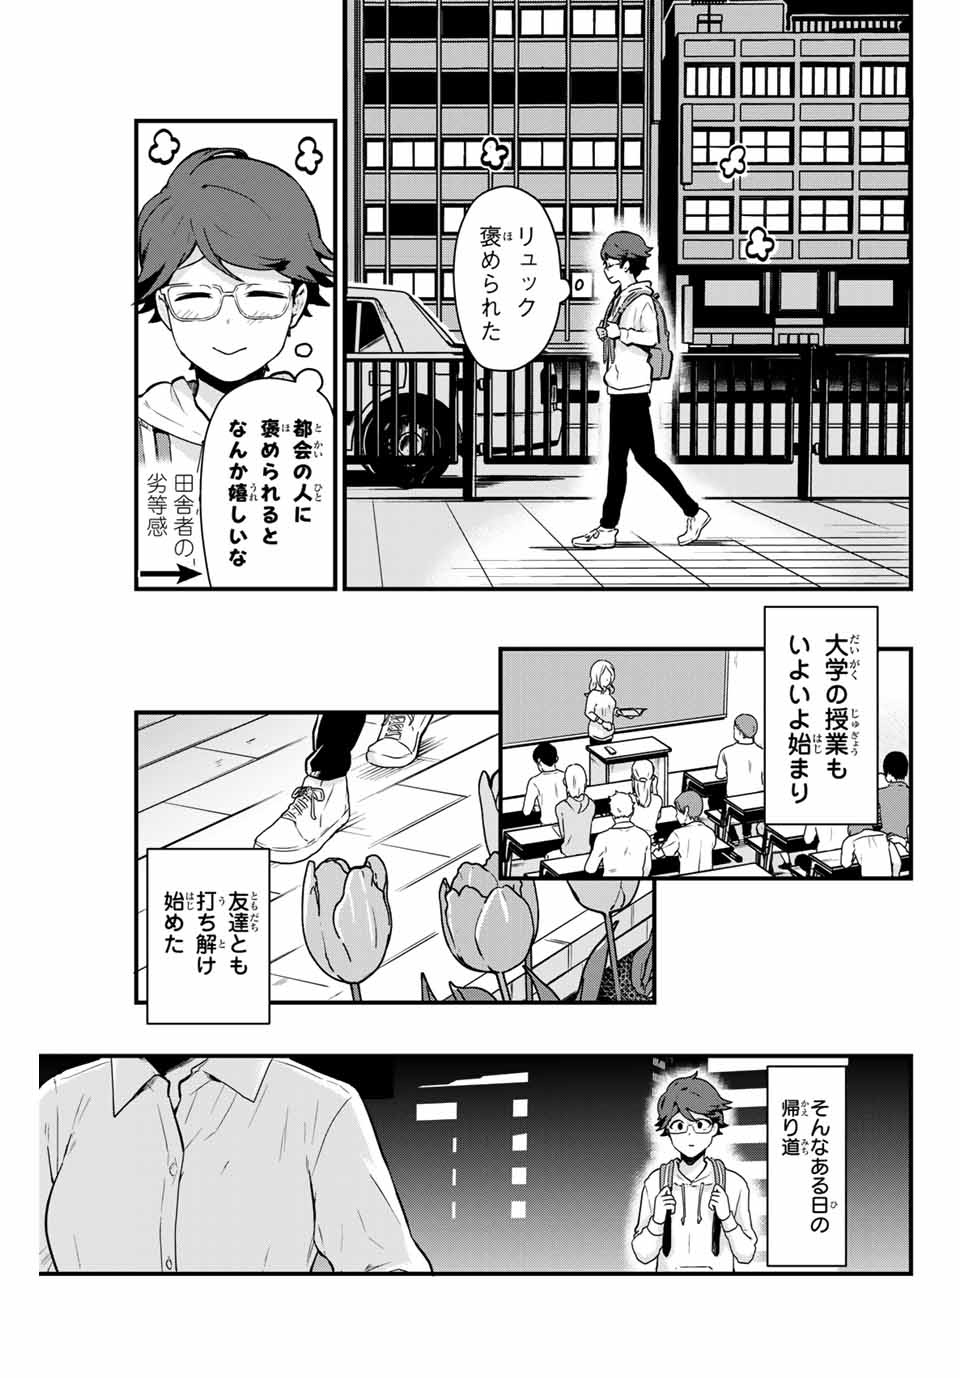 リュック
褒められた
都会の人に
褒められると
なんか嬉しいな
田舎者の
劣等感
大学の授業も
いよいよ始まり
友達とも
打ち解け
始めた
そんなある日の
帰り道